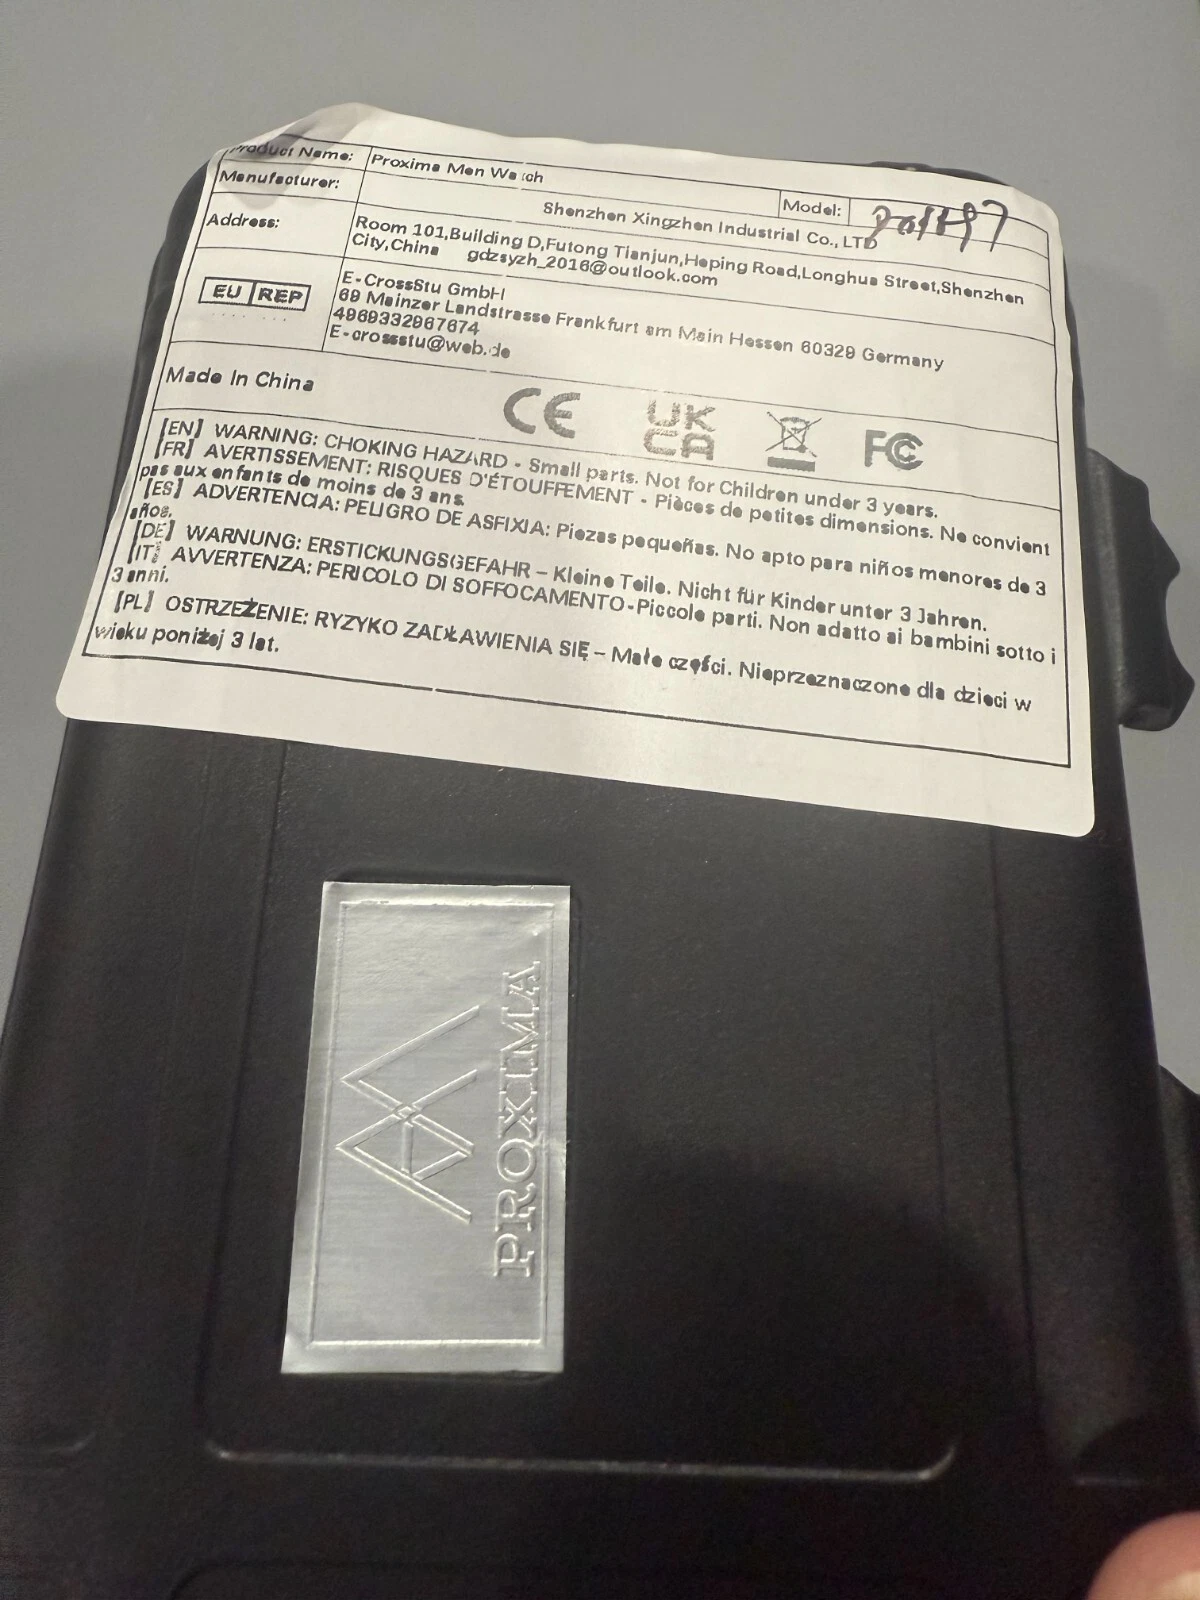 Product Name: Proxima Men Watch
Model:
Manufacturer: Shenzhen Xingzhen Industrial Co., LTD
Address: Room 101,Building D,Futong Tianjun,Heping Road,Longhua Street,Shenzhen
City,China gdzsyzh_2016@outlook.com
EU REP
E-CrossStu GmbH
69 Mainzer Landstrasse Frankfurt am Main Hessen 60329 Germany
4969332967674
E-crossstu@web.de
Made In China
CE
UK
CA
FC
[EN] WARNING: CHOKING HAZARD - Small parts. Not for Children under 3 years.
[FR] AVERTISSEMENT: RISQUES D'ÉTOUFFEMENT - Pièces de petites dimensions. Ne convient
pas aux enfants de moins de 3 ans.
[ES] ADVERTENCIA: PELIGRO DE ASFIXIA: Piezas pequeñas. No apto para niños menores de 3
años.
[DE] WARNUNG: ERSTICKUNGSGEFAHR – Kleine Teile. Nicht für Kinder unter 3 Jahren.
[IT] AVVERTENZA: PERICOLO DI SOFFOCAMENTO-Piccole parti. Non adatto ai bambini sotto i
3 anni.
[PL] OSTRZEŻENIE: RYZYKO ZADŁAWIENIA SIĘ – Małe części. Nieprzeznaczone dla dzieci w
wieku poniżej 3 lat.
PROXIMA